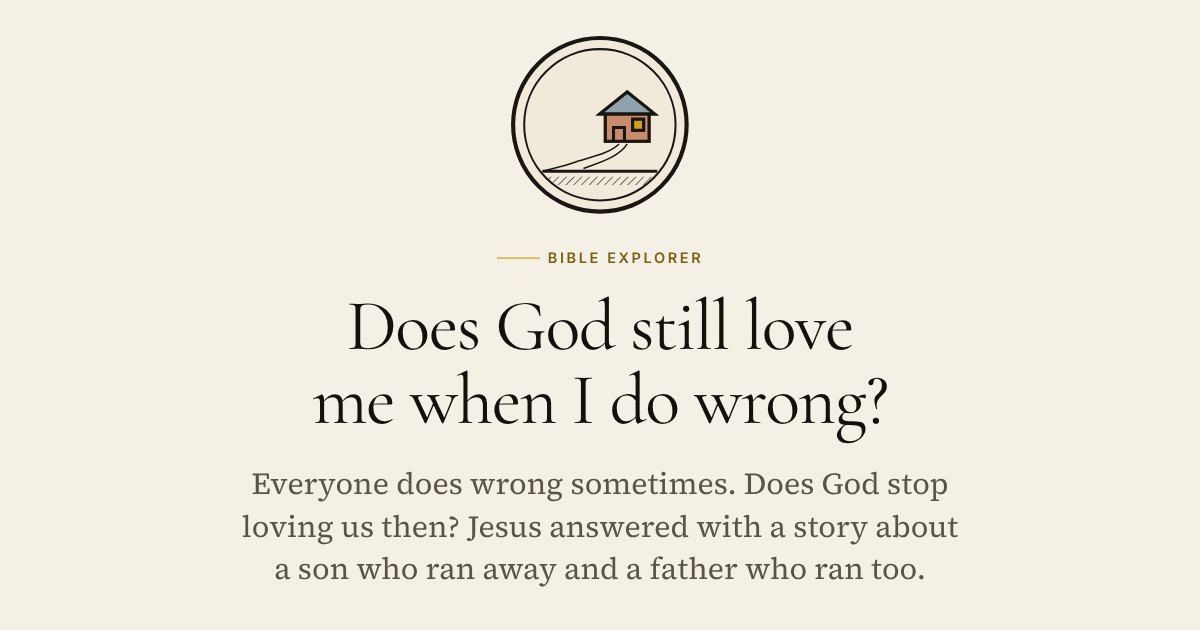 BIBLE EXPLORER
Does God still love
me when I do wrong?
Everyone does wrong sometimes. Does God stop
loving us then? Jesus answered with a story about
a son who ran away and a father who ran too.